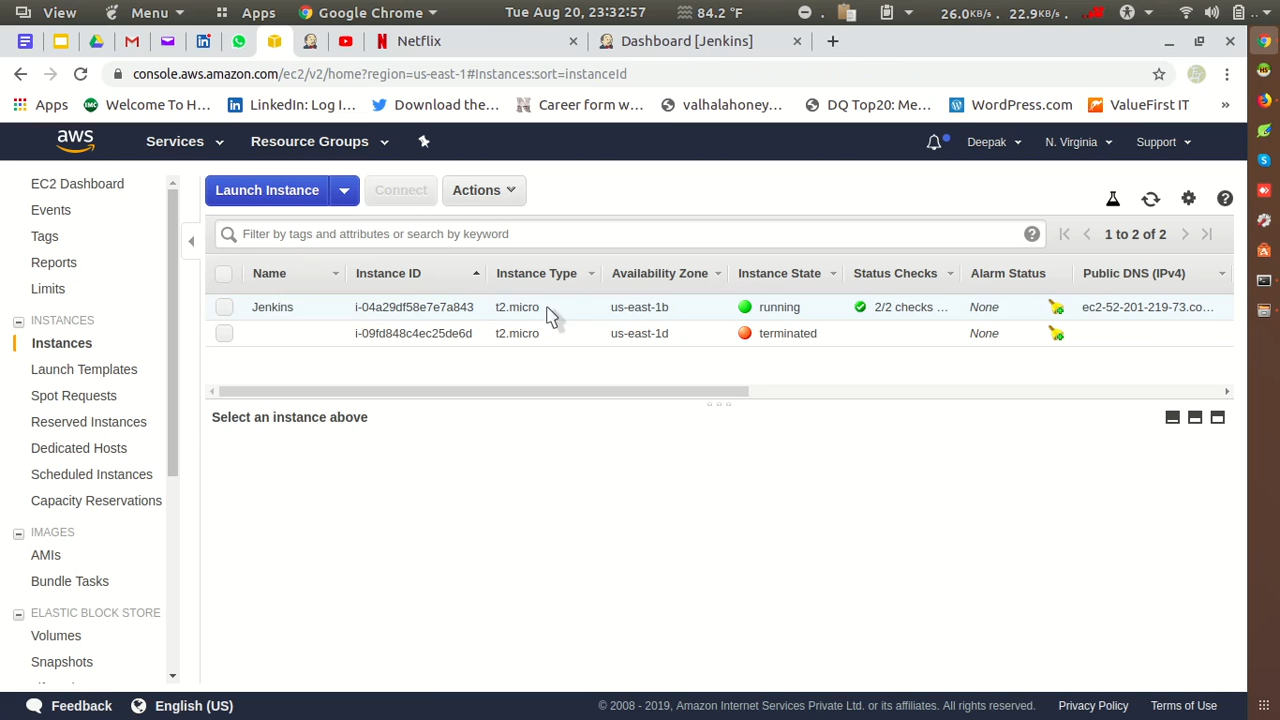 View Menu Apps Google Chrome Tue Aug 20, 23:32:57 84.2 °F 26.0KB/s 22.9KB/s
Netflix × Dashboard [Jenkins] × +
console.aws.amazon.com/ec2/v2/home?region=us-east-1#Instances:sort=instanceId
Apps Welcome To H... LinkedIn: Log I... Download the... Career form w... valhalahoney... DQ Top20: Me... WordPress.com ValueFirst IT »
aws Services Resource Groups Deepak N. Virginia Support
EC2 Dashboard
Events
Tags
Reports
Limits
INSTANCES
Instances
Launch Templates
Spot Requests
Reserved Instances
Dedicated Hosts
Scheduled Instances
Capacity Reservations
IMAGES
AMIs
Bundle Tasks
ELASTIC BLOCK STORE
Volumes
Snapshots
Launch Instance Connect Actions
Filter by tags and attributes or search by keyword 1 to 2 of 2
Name Instance ID Instance Type Availability Zone Instance State Status Checks Alarm Status Public DNS (IPv4)
Jenkins i-04a29df58e7e7a843 t2.micro us-east-1b running 2/2 checks ... None ec2-52-201-219-73.co...
i-09fd848c4ec25de6d t2.micro us-east-1d terminated None
Select an instance above
Feedback English (US) © 2008 - 2019, Amazon Internet Services Private Ltd. or its affiliates. All rights reserved. Privacy Policy Terms of Use